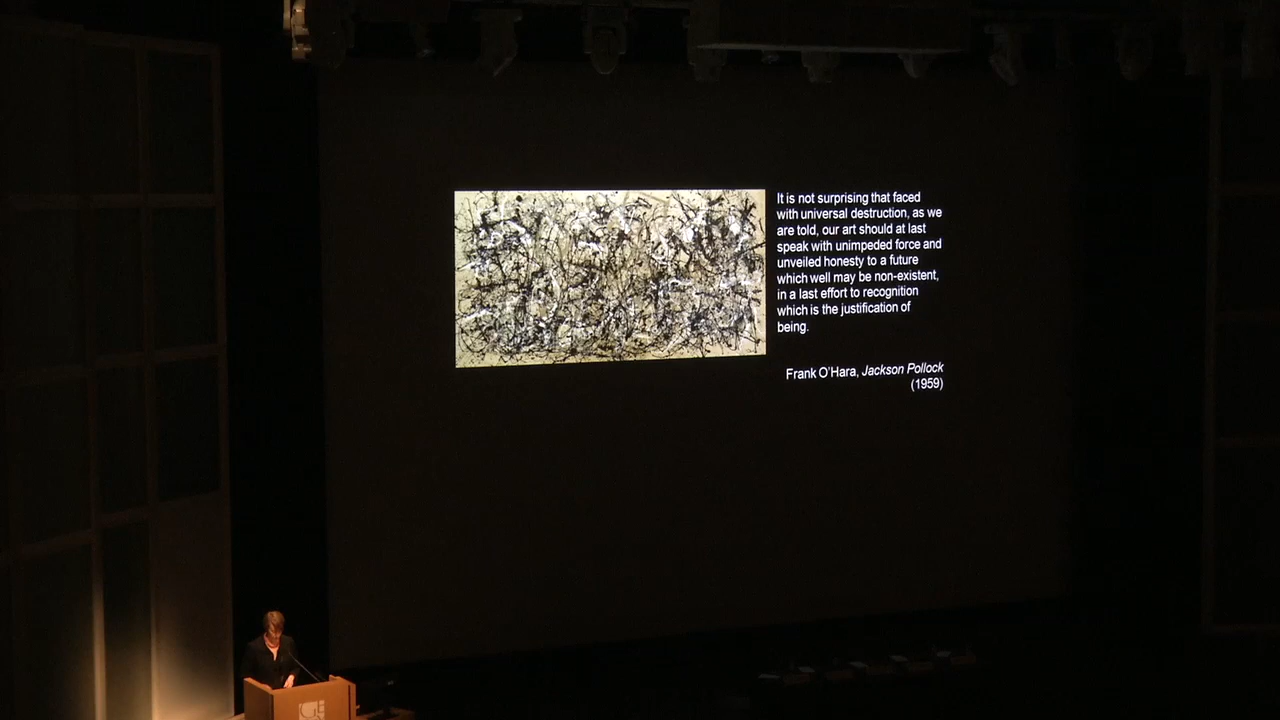 It is not surprising that faced
with universal destruction, as we
are told, our art should at last
speak with unimpeded force and
unveiled honesty to a future
which well may be non-existent,
in a last effort to recognition
which is the justification of
being.
Frank O'Hara, Jackson Pollock
(1959)